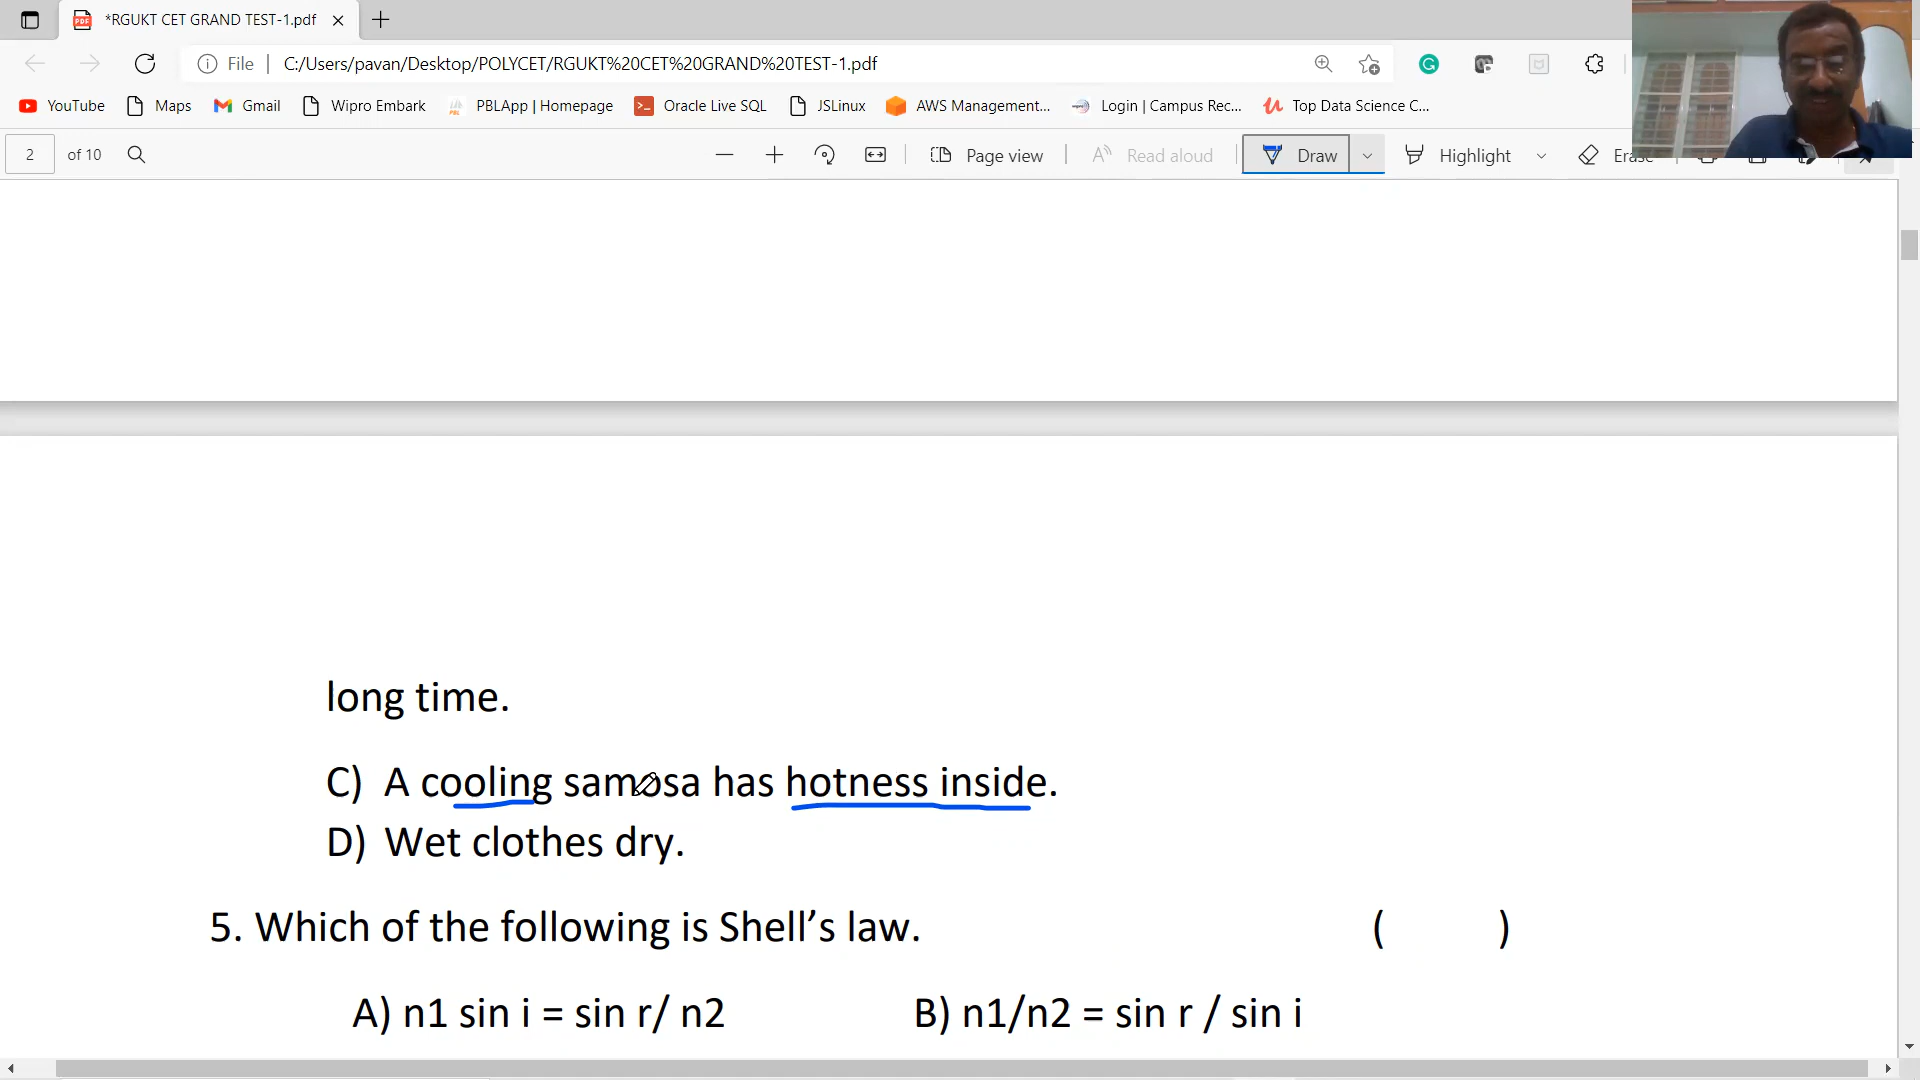 *RGUKT CET GRAND TEST-1.pdf
File C:/Users/pavan/Desktop/POLYCET/RGUKT%20CET%20GRAND%20TEST-1.pdf
YouTube Maps Gmail Wipro Embark PBLApp | Homepage Oracle Live SQL JSLinux AWS Management... Login | Campus Rec... Top Data Science C...
2 of 10 Page view Read aloud Draw Highlight Erase
long time.
C) A cooling samosa has hotness inside.
D) Wet clothes dry.
5. Which of the following is Shell’s law. ( )
A) n1 sin i = sin r/ n2 B) n1/n2 = sin r / sin i